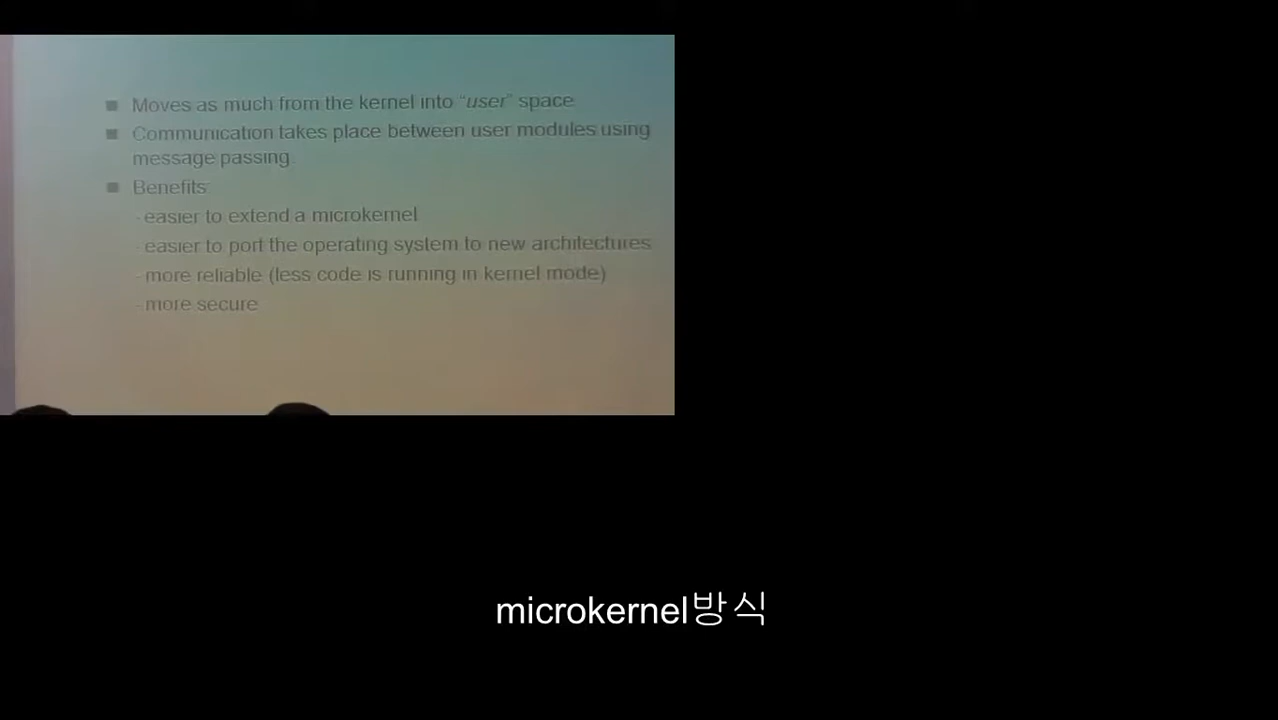 Moves as much from the kernel into “user” space
Communication takes place between user modules using
message passing.
Benefits:
- easier to extend a microkernel
- easier to port the operating system to new architectures
- more reliable (less code is running in kernel mode)
- more secure
microkernel방식